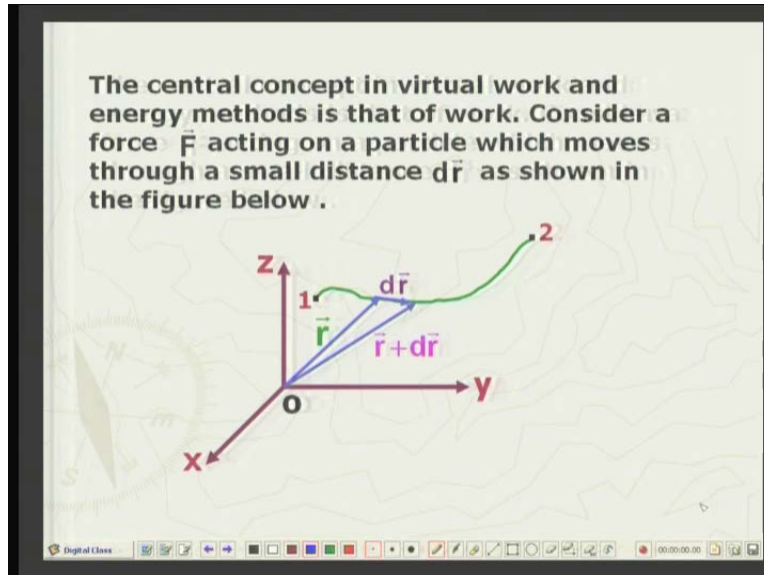 The central concept in virtual work and
energy methods is that of work. Consider a
force F⃗ acting on a particle which moves
through a small distance dr⃗ as shown in
the figure below .
z
2
dr⃗
1
r⃗
r⃗+dr⃗
y
o
x
N
S
Digital Class
00:00:00.00